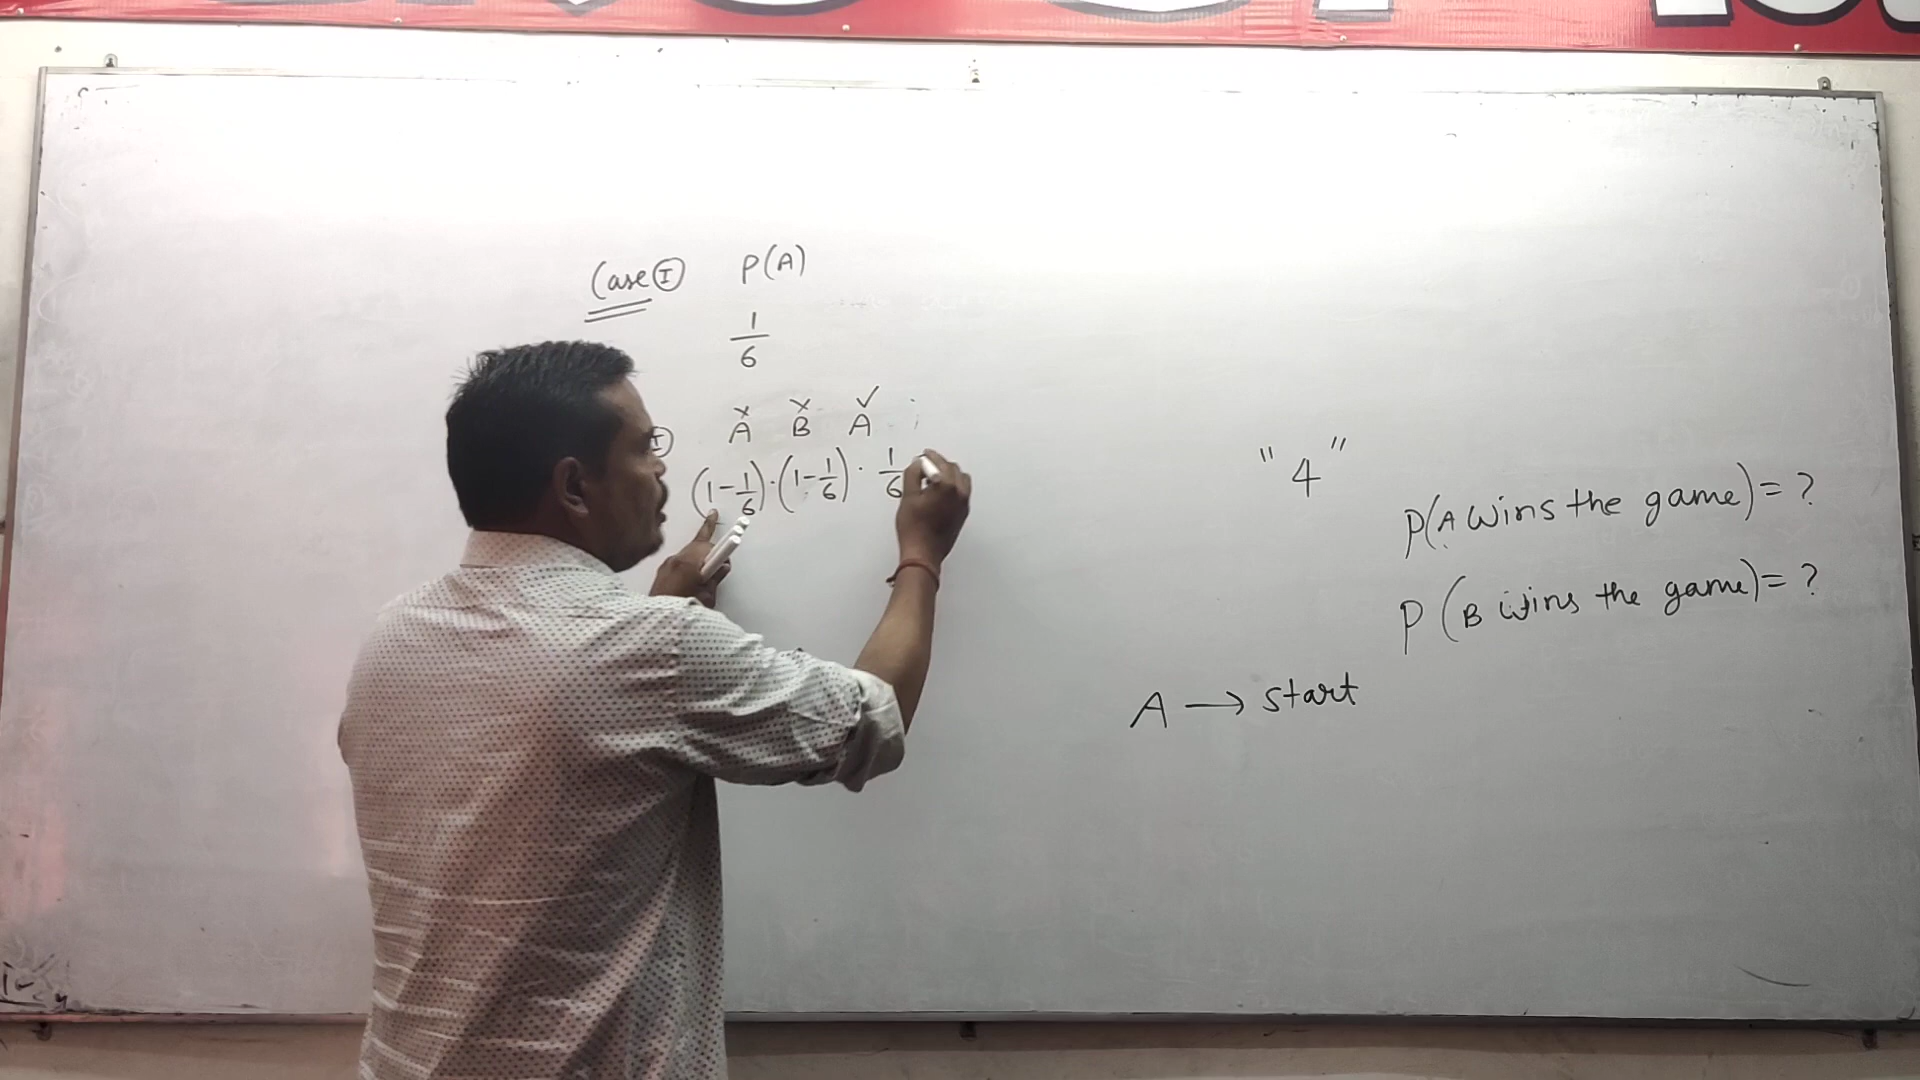 Case I P(A)
1/6
A B A
(1-1/6)·(1-1/6)·1/6
"4"
P(A wins the game)=?
P(B wins the game)=?
A → start